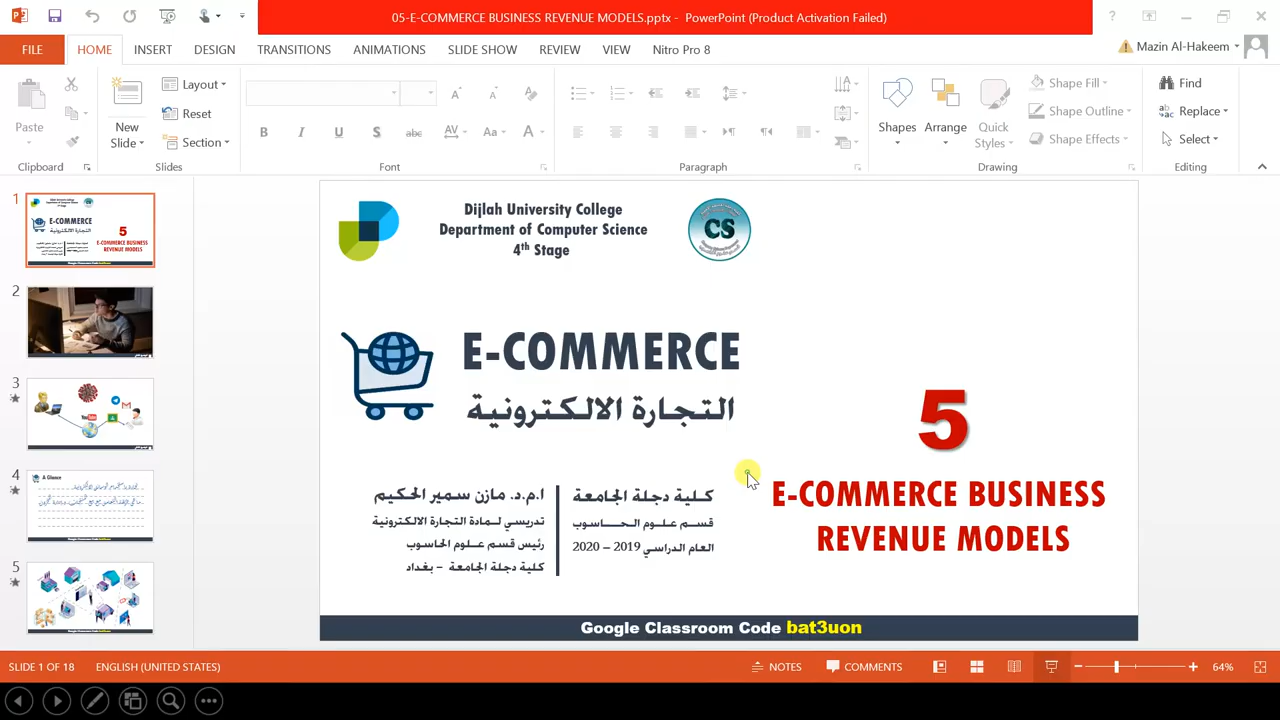 05-E-COMMERCE BUSINESS REVENUE MODELS.pptx - PowerPoint (Product Activation Failed)
FILE HOME INSERT DESIGN TRANSITIONS ANIMATIONS SLIDE SHOW REVIEW VIEW Nitro Pro 8
Mazin Al-Hakeem
Paste
New Slide
Layout
Reset
Section
Shapes
Arrange
Quick Styles
Shape Fill
Shape Outline
Shape Effects
Find
Replace
Select
Clipboard Slides Font Paragraph Drawing Editing
1
2
3
4
5
Dijlah University College
Department of Computer Science
4th Stage
CS
E-COMMERCE
التجارة الالكترونية
5
E-COMMERCE BUSINESS
REVENUE MODELS
كلية دجلة الجامعة
قسم علوم الحاسوب
العام الدراسي 2019 – 2020
ا.م.د. مازن سمير الحكيم
تدريسي لمادة التجارة الالكترونية
رئيس قسم علوم الحاسوب
كلية دجلة الجامعة – بغداد
Google Classroom Code bat3uon
SLIDE 1 OF 18 ENGLISH (UNITED STATES) NOTES COMMENTS 64%